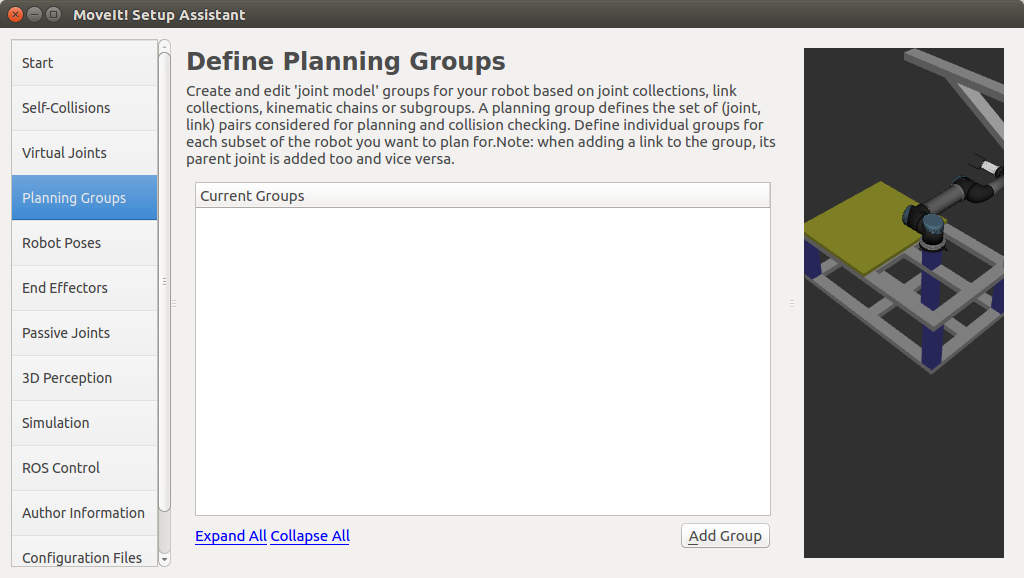 MoveIt! Setup Assistant
Start
Self-Collisions
Virtual Joints
Planning Groups
Robot Poses
End Effectors
Passive Joints
3D Perception
Simulation
ROS Control
Author Information
Configuration Files
Define Planning Groups
Create and edit 'joint model' groups for your robot based on joint collections, link
collections, kinematic chains or subgroups. A planning group defines the set of (joint,
link) pairs considered for planning and collision checking. Define individual groups for
each subset of the robot you want to plan for.Note: when adding a link to the group, its
parent joint is added too and vice versa.
Current Groups
Expand All Collapse All
Add Group